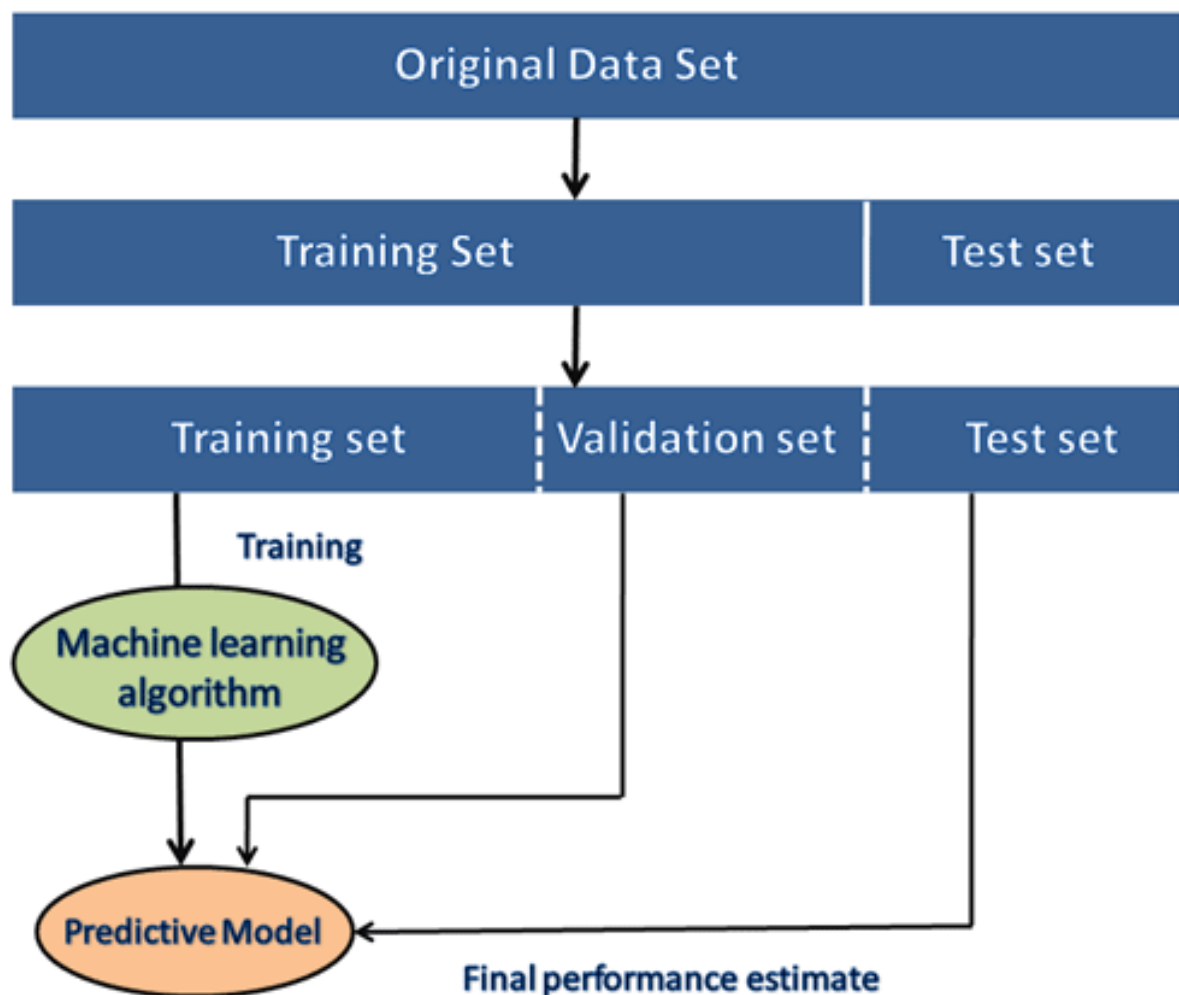 Original Data Set
Training Set
Test set
Training set
Validation set
Test set
Training
Machine learning
algorithm
Predictive Model
Final performance estimate